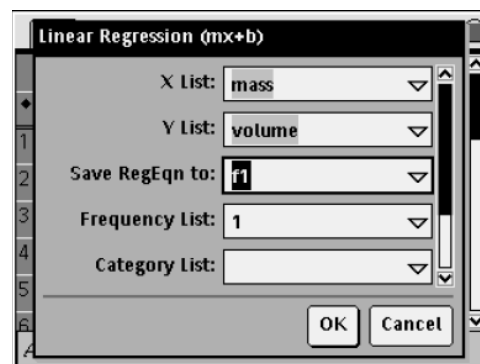 Linear Regression (mx+b)
X List: mass
Y List: volume
Save RegEqn to: f1
Frequency List: 1
Category List:
OK Cancel
1
2
3
4
5
6
A